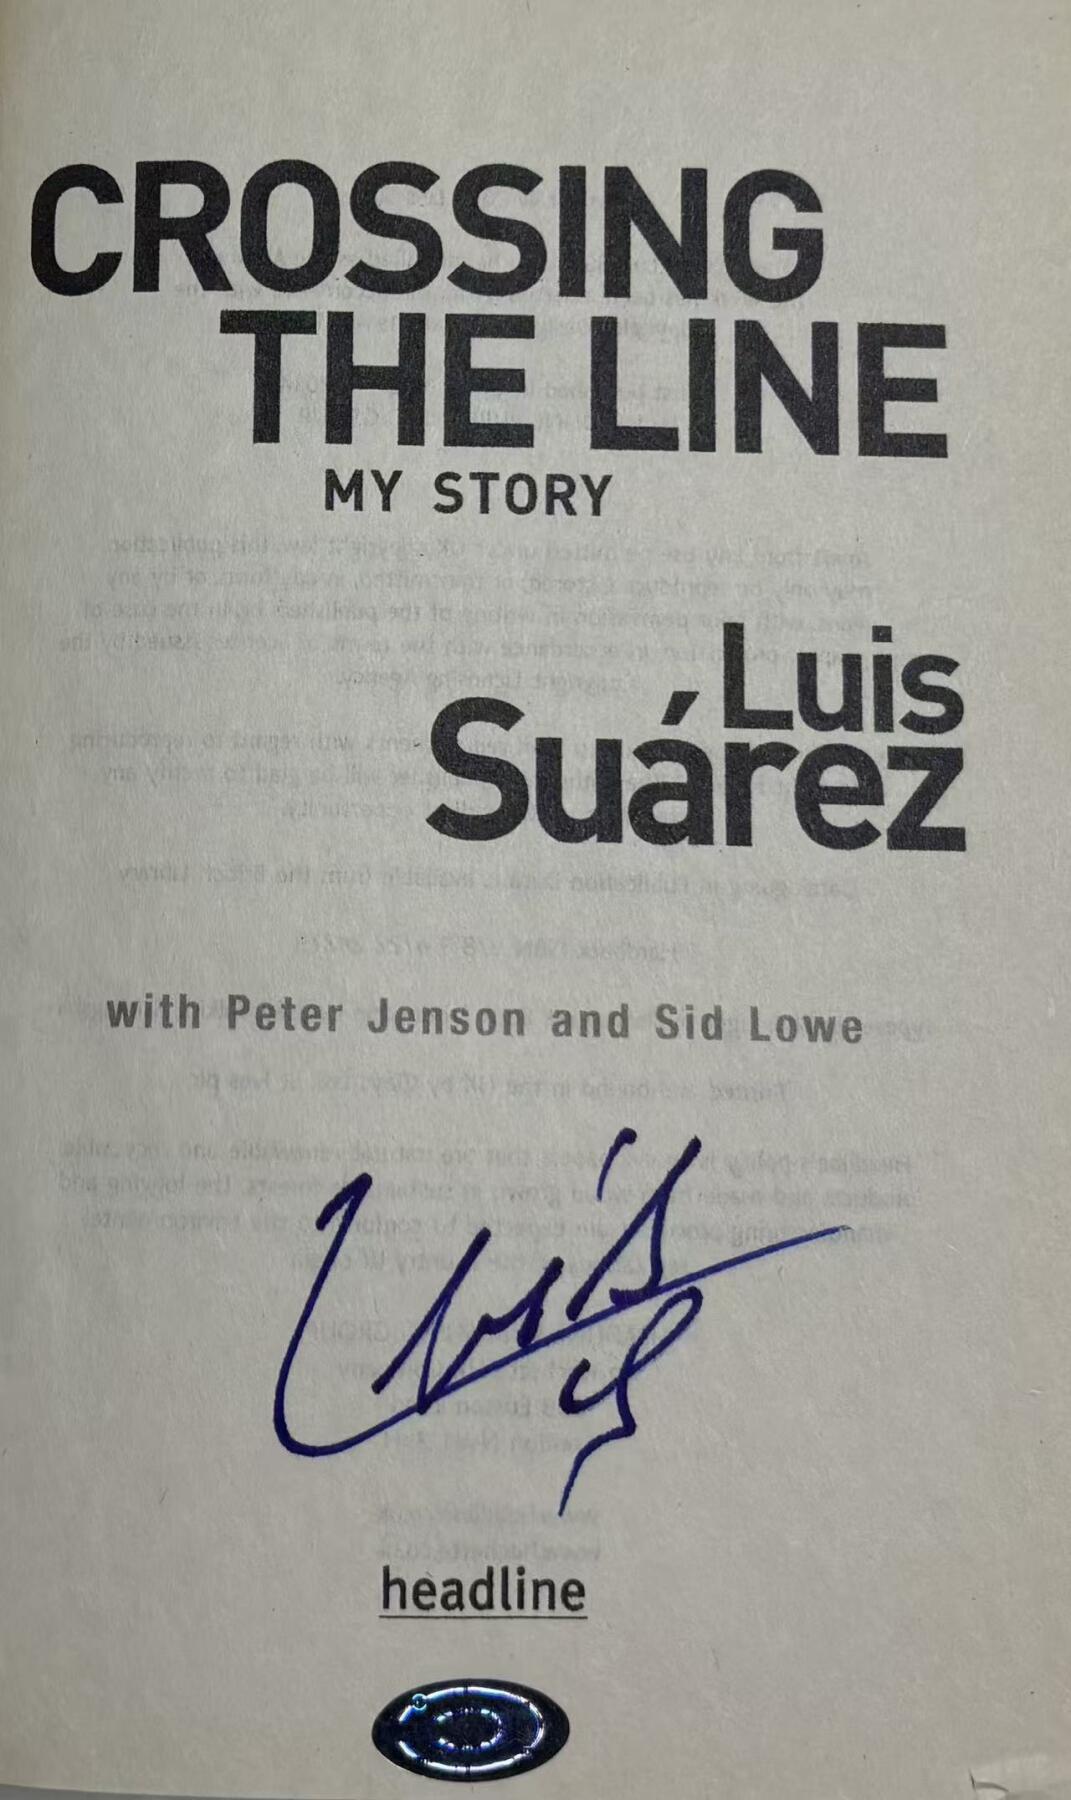 CROSSING
THE LINE
MY STORY
Luis
Suárez
with Peter Jenson and Sid Lowe
headline